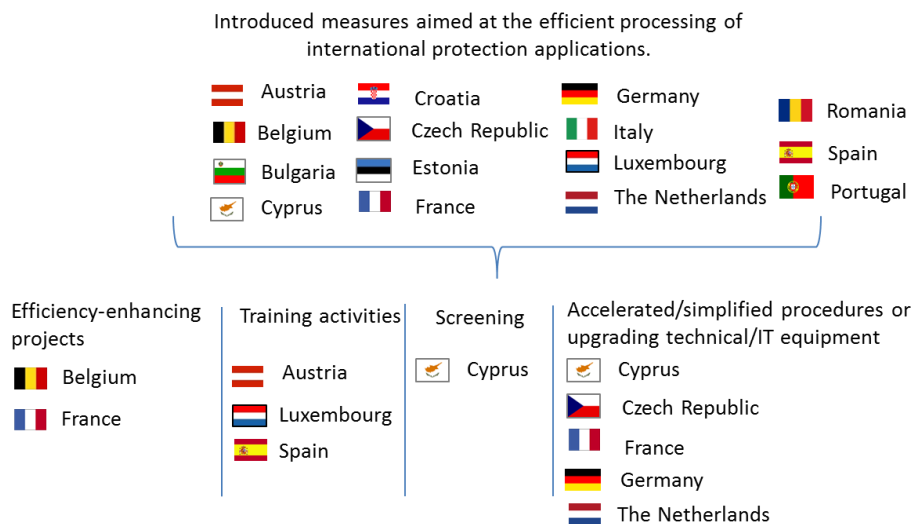 Introduced measures aimed at the efficient processing of
international protection applications.
Austria
Belgium
Bulgaria
Cyprus
Croatia
Czech Republic
Estonia
France
Germany
Italy
Luxembourg
The Netherlands
Romania
Spain
Portugal
Efficiency-enhancing
projects
Belgium
France
Training activities
Austria
Luxembourg
Spain
Screening
Cyprus
Accelerated/simplified procedures or
upgrading technical/IT equipment
Cyprus
Czech Republic
France
Germany
The Netherlands